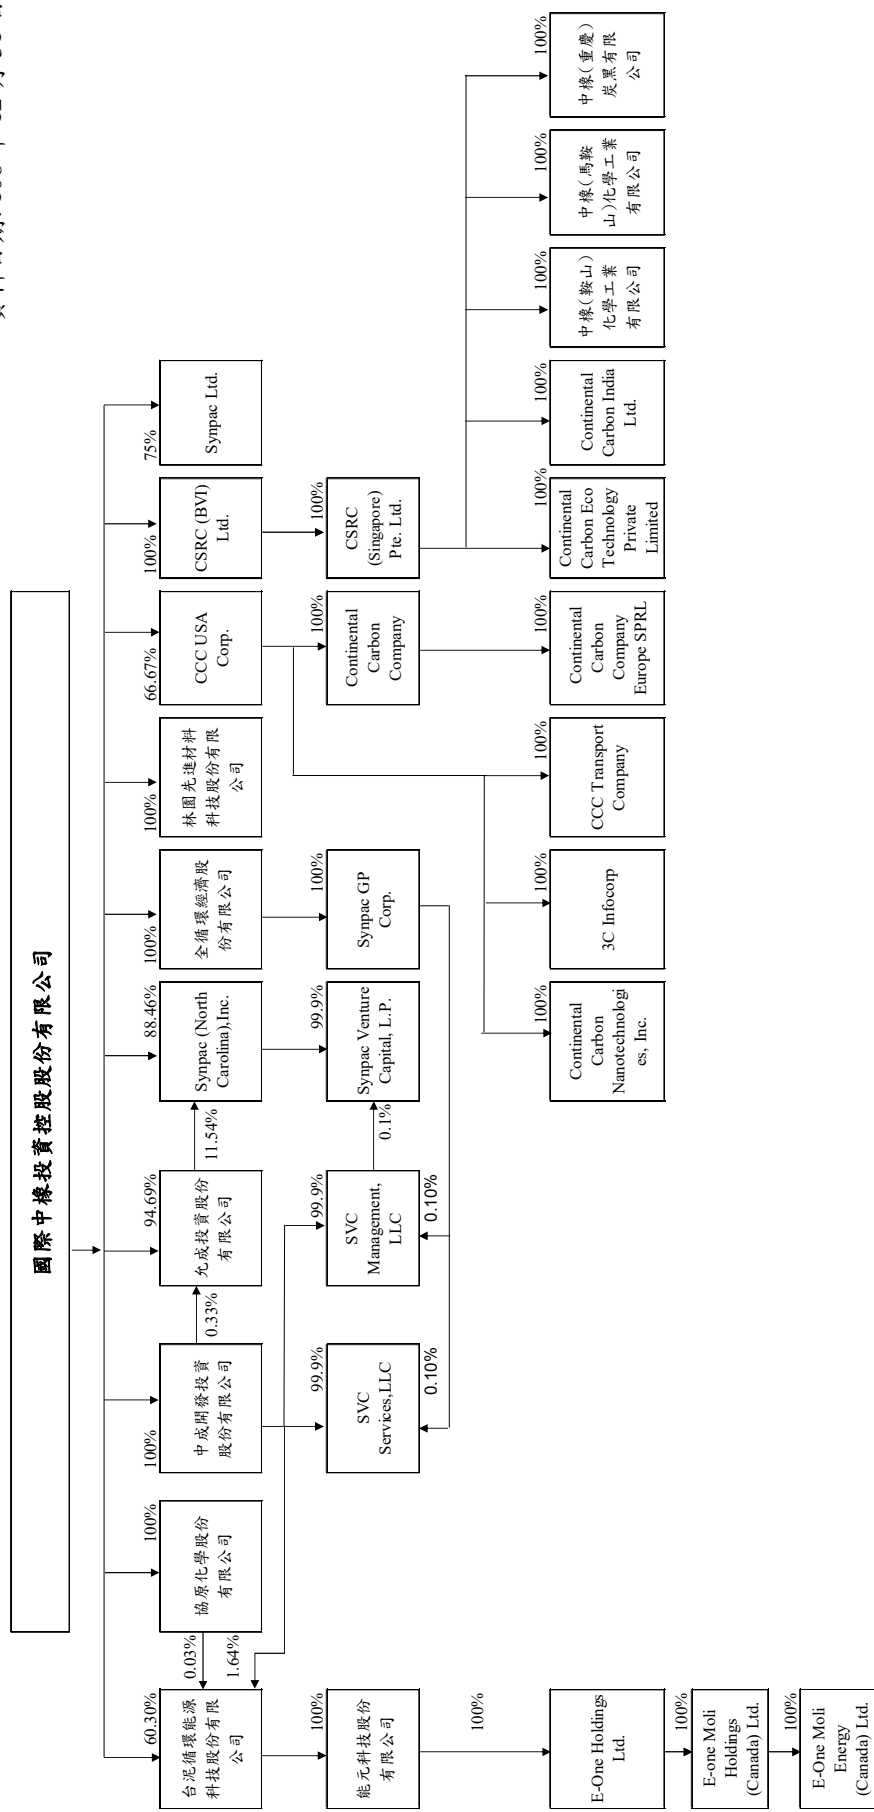 國際中橡投資控股股份有限公司
60.30%
台泥循環能源
科技股份有限
公司
100%
協原化學股份
有限公司
0.03%
1.64%
100%
中成開發投資
股份有限公司
0.33%
94.69%
允成投資股份
有限公司
11.54%
88.46%
Synpac (North
Carolina),Inc.
100%
全循環經濟股
份有限公司
100%
林園先進材料
科技股份有限
公司
66.67%
CCC USA
Corp.
100%
CSRC (BVI)
Ltd.
75%
Synpac Ltd.
100%
能元科技股份
有限公司
99.9%
SVC
Services,LLC
0.10%
99.9%
SVC
Management,
LLC
0.10%
0.1%
99.9%
Synpac Venture
Capital, L.P.
100%
Synpac GP
Corp.
100%
Continental
Carbon
Company
100%
CSRC
(Singapore)
Pte. Ltd.
100%
E-One Holdings
Ltd.
100%
Continental
Carbon
Nanotechnologi
es, Inc.
100%
3C Infocorp
100%
CCC Transport
Company
100%
Continental
Carbon
Company
Europe SPRL
100%
Continental
Carbon Eco
Technology
Private
Limited
100%
Continental
Carbon India
Ltd.
100%
中橡(鞍山)
化學工業
有限公司
100%
中橡(馬鞍
山)化學工業
有限公司
100%
中橡(重慶)
炭黑有限
公司
100%
E-one Moli
Holdings
(Canada) Ltd.
100%
E-One Moli
Energy
(Canada) Ltd.